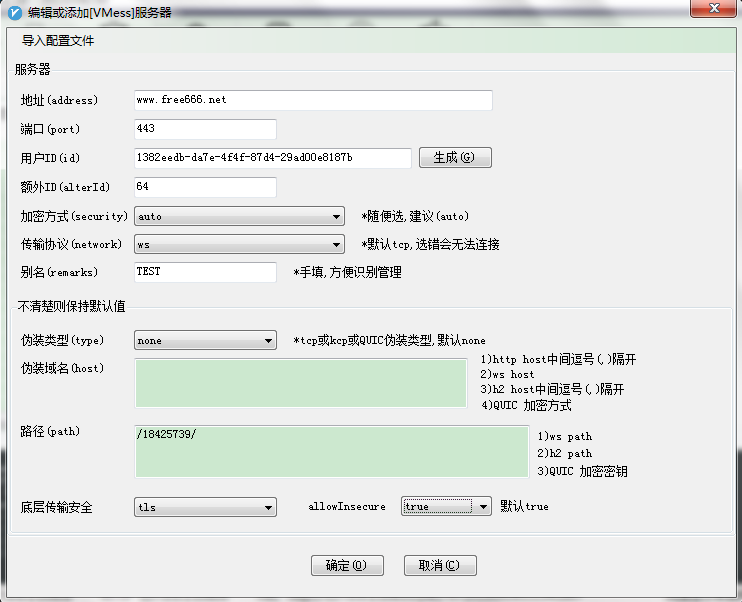 编辑或添加[VMess]服务器
导入配置文件
服务器
地址(address) www.free666.net
端口(port) 443
用户ID(id) 1382eedb-da7e-4f4f-87d4-29ad00e8187b 生成(G)
额外ID(alterId) 64
加密方式(security) auto *随便选,建议(auto)
传输协议(network) ws *默认tcp,选错会无法连接
别名(remarks) TEST *手填,方便识别管理
不清楚则保持默认值
伪装类型(type) none *tcp或kcp或QUIC伪装类型,默认none
伪装域名(host) 1)http host中间逗号(,)隔开
2)ws host
3)h2 host中间逗号(,)隔开
4)QUIC 加密方式
路径(path) /18425739/ 1)ws path
2)h2 path
3)QUIC 加密密钥
底层传输安全 tls allowInsecure true 默认true
确定(O) 取消(C)